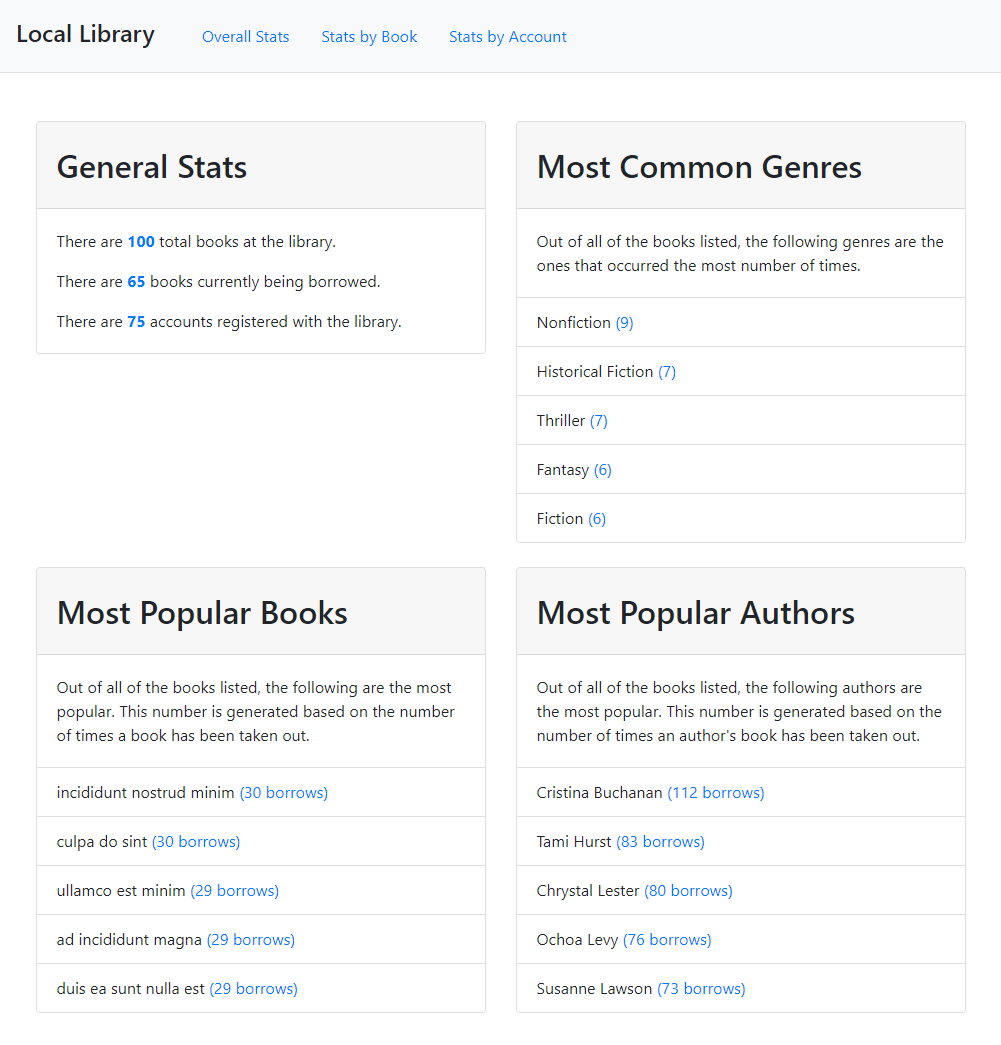 Local Library
Overall Stats
Stats by Book
Stats by Account
General Stats
There are 100 total books at the library.
There are 65 books currently being borrowed.
There are 75 accounts registered with the library.
Most Common Genres
Out of all of the books listed, the following genres are the
ones that occurred the most number of times.
Nonfiction (9)
Historical Fiction (7)
Thriller (7)
Fantasy (6)
Fiction (6)
Most Popular Books
Out of all of the books listed, the following are the most
popular. This number is generated based on the number
of times a book has been taken out.
incididunt nostrud minim (30 borrows)
culpa do sint (30 borrows)
ullamco est minim (29 borrows)
ad incididunt magna (29 borrows)
duis ea sunt nulla est (29 borrows)
Most Popular Authors
Out of all of the books listed, the following authors are
the most popular. This number is generated based on the
number of times an author's book has been taken out.
Cristina Buchanan (112 borrows)
Tami Hurst (83 borrows)
Chrystal Lester (80 borrows)
Ochoa Levy (76 borrows)
Susanne Lawson (73 borrows)